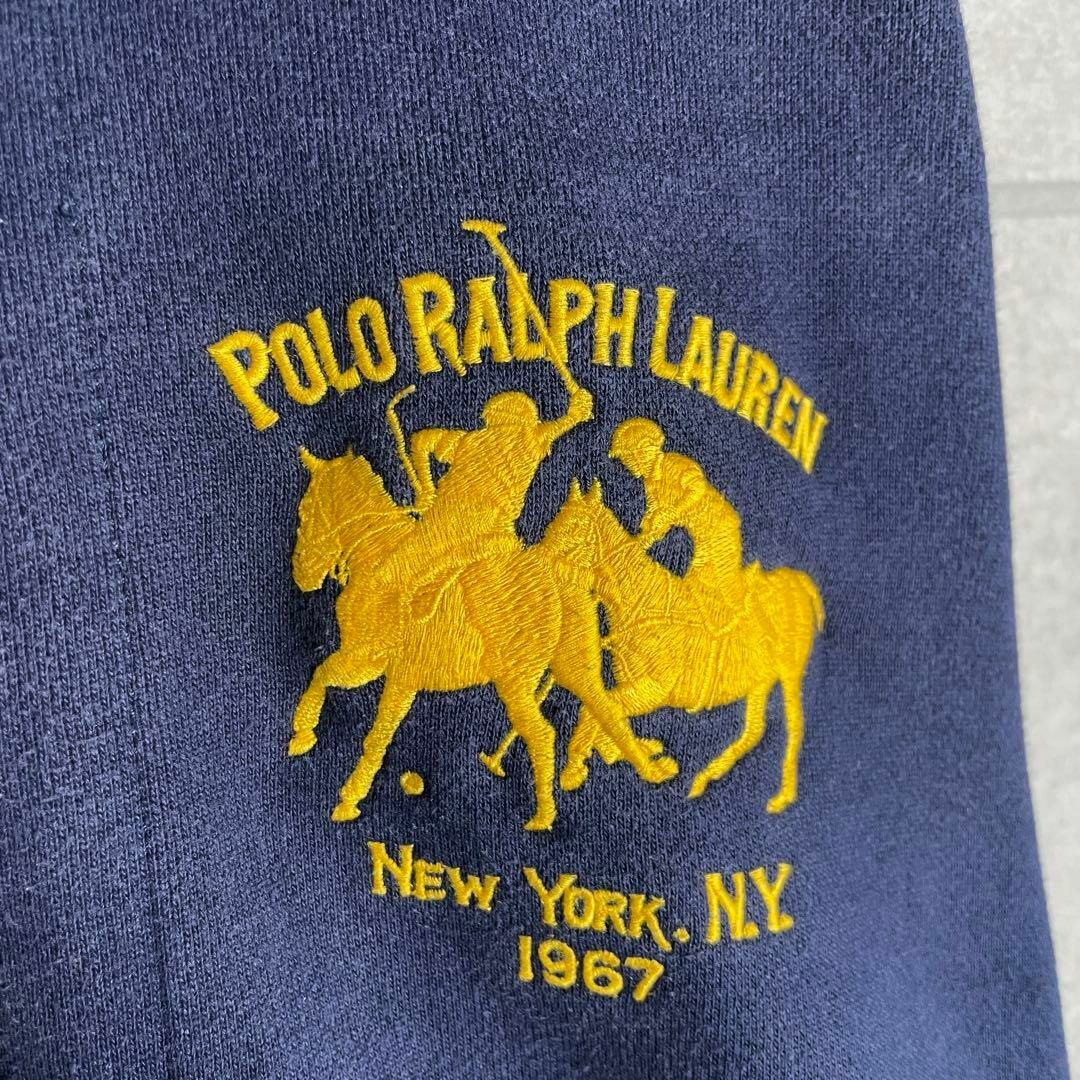 POLO RALPH LAUREN
NEW YORK. N.Y.
1967